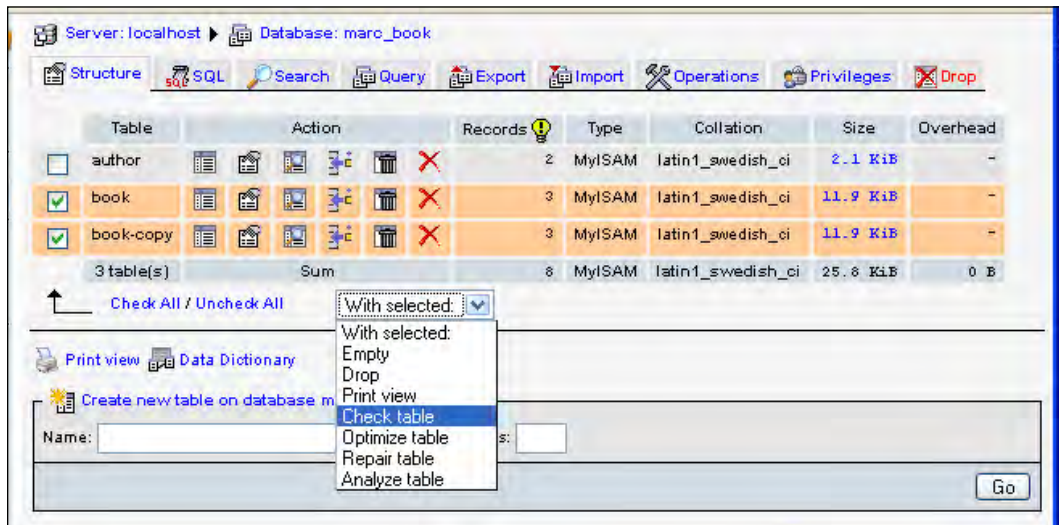 Server: localhost Database: marc_book
Structure SQL Search Query Export Import Operations Privileges Drop
Table Action Records Type Collation Size Overhead
author 2 MyISAM latin1_swedish_ci 2.1 KiB -
book 3 MyISAM latin1_swedish_ci 11.9 KiB -
book-copy 3 MyISAM latin1_swedish_ci 11.9 KiB -
3 table(s) Sum 8 MyISAM latin1_swedish_ci 25.8 KiB 0 B
Check All / Uncheck All With selected:
With selected:
Empty
Drop
Print view
Check table
Optimize table
Repair table
Analyze table
Print view Data Dictionary
Create new table on database m
Name: s:
Go